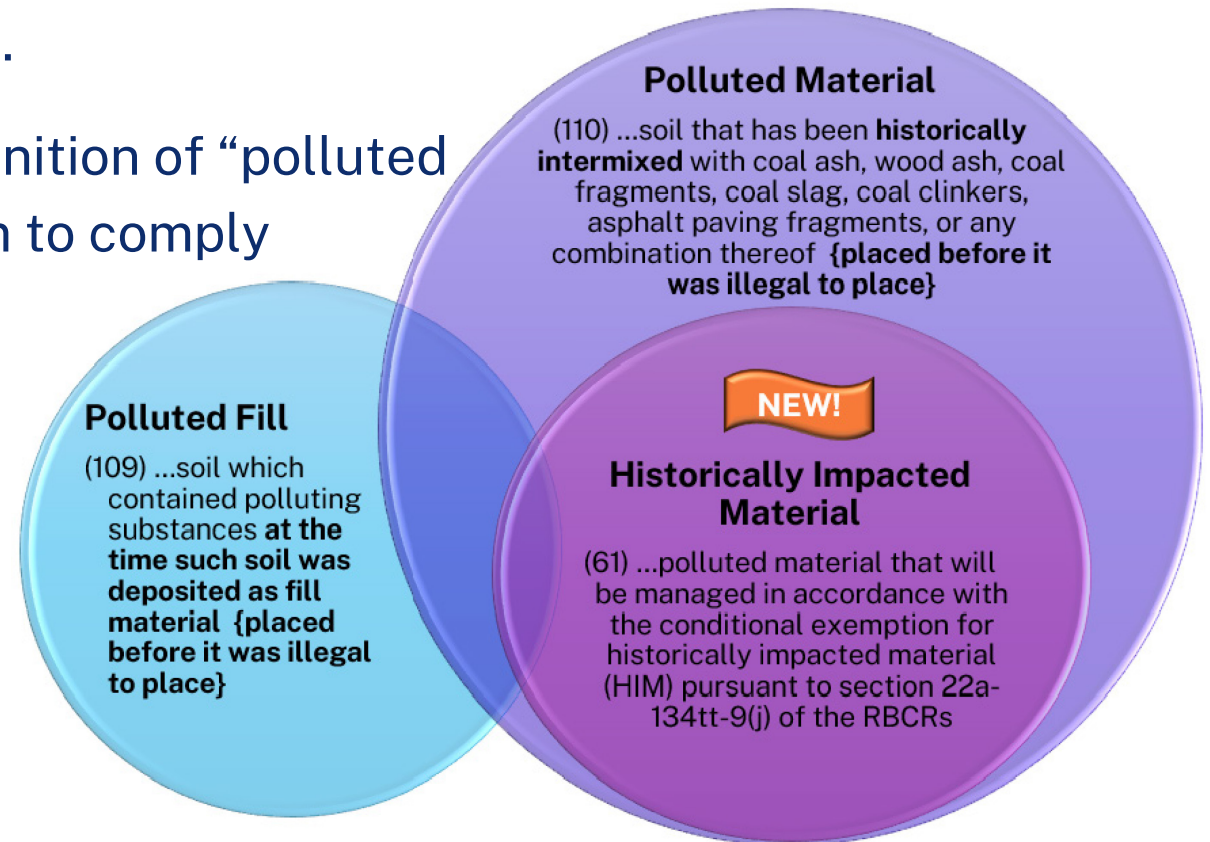 .
nition of “polluted
n to comply
Polluted Material
(110) ...soil that has been historically
intermixed with coal ash, wood ash, coal
fragments, coal slag, coal clinkers,
asphalt paving fragments, or any
combination thereof {placed before it
was illegal to place}
Polluted Fill
(109) ...soil which
contained polluting
substances at the
time such soil was
deposited as fill
material {placed
before it was illegal
to place}
NEW!
Historically Impacted
Material
(61) ...polluted material that will
be managed in accordance with
the conditional exemption for
historically impacted material
(HIM) pursuant to section 22a-
134tt-9(j) of the RBCRs